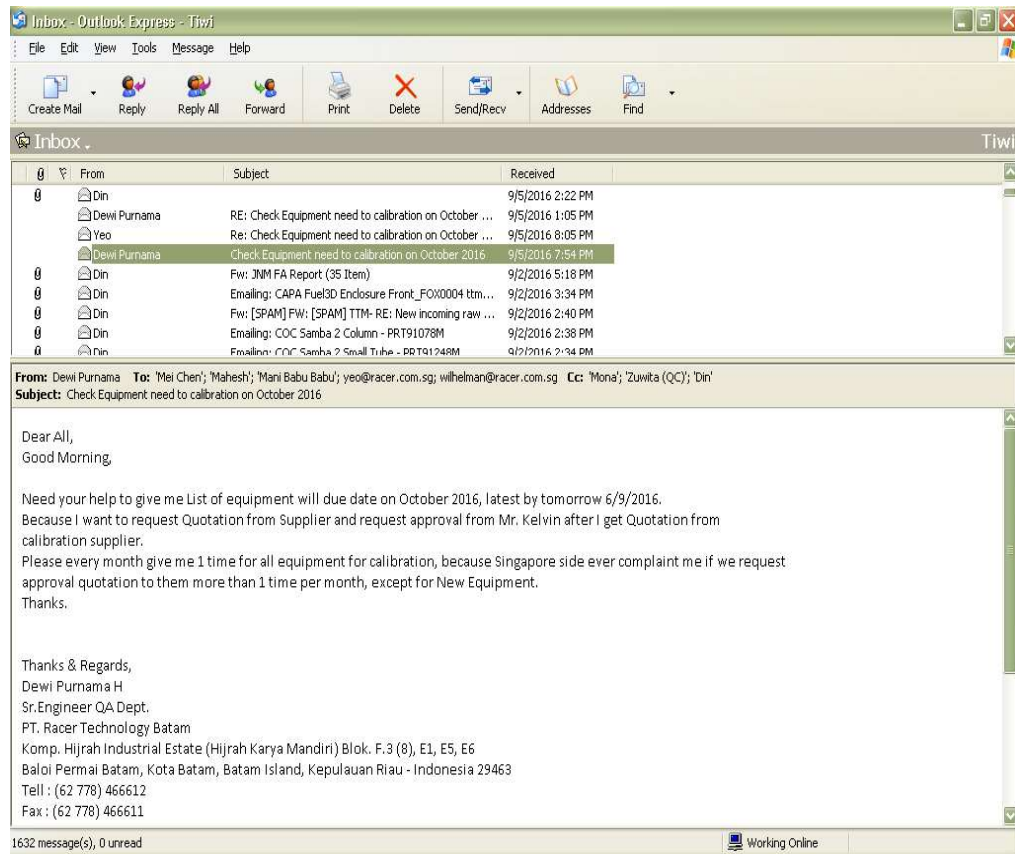 Inbox - Outlook Express - Tiwi
File Edit View Tools Message Help
Create Mail Reply Reply All Forward Print Delete Send/Recv Addresses Find
Inbox Tiwi
From Subject Received
Din 9/5/2016 2:22 PM
Dewi Purnama RE: Check Equipment need to calibration on October ... 9/5/2016 1:05 PM
Yeo Re: Check Equipment need to calibration on October ... 9/5/2016 8:05 PM
Dewi Purnama Check Equipment need to calibration on October 2016 9/5/2016 7:54 PM
Din Fw: JNM FA Report (35 Item) 9/2/2016 5:18 PM
Din Emailing: CAPA Fuel3D Enclosure Front_FOX0004 ttm... 9/2/2016 3:34 PM
Din Fw: [SPAM] FW: [SPAM] TTM- RE: New incoming raw ... 9/2/2016 2:40 PM
Din Emailing: COC Samba 2 Column - PRT91078M 9/2/2016 2:38 PM
Din Emailing: COC Samba 2 Small Tube - PRT91248M 9/2/2016 2:34 PM
From: Dewi Purnama To: 'Mei Chen'; 'Mahesh'; 'Mani Babu Babu'; yeo@racer.com.sg; wilhelman@racer.com.sg Cc: 'Mona'; 'Zuwita (QC)'; 'Din'
Subject: Check Equipment need to calibration on October 2016
Dear All,
Good Morning,
Need your help to give me List of equipment will due date on October 2016, latest by tomorrow 6/9/2016.
Because I want to request Quotation from Supplier and request approval from Mr. Kelvin after I get Quotation from
calibration supplier.
Please every month give me 1 time for all equipment for calibration, because Singapore side ever complaint me if we request
approval quotation to them more than 1 time per month, except for New Equipment.
Thanks.
Thanks & Regards,
Dewi Purnama H
Sr.Engineer QA Dept.
PT. Racer Technology Batam
Komp. Hijrah Industrial Estate (Hijrah Karya Mandiri) Blok. F.3 (8), E1, E5, E6
Baloi Permai Batam, Kota Batam, Batam Island, Kepulauan Riau - Indonesia 29463
Tell : (62 778) 466612
Fax : (62 778) 466611
1632 message(s), 0 unread Working Online